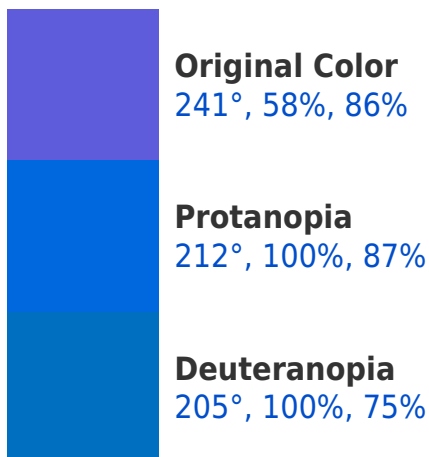 Original Color
241°, 58%, 86%
Protanopia
212°, 100%, 87%
Deuteranopia
205°, 100%, 75%